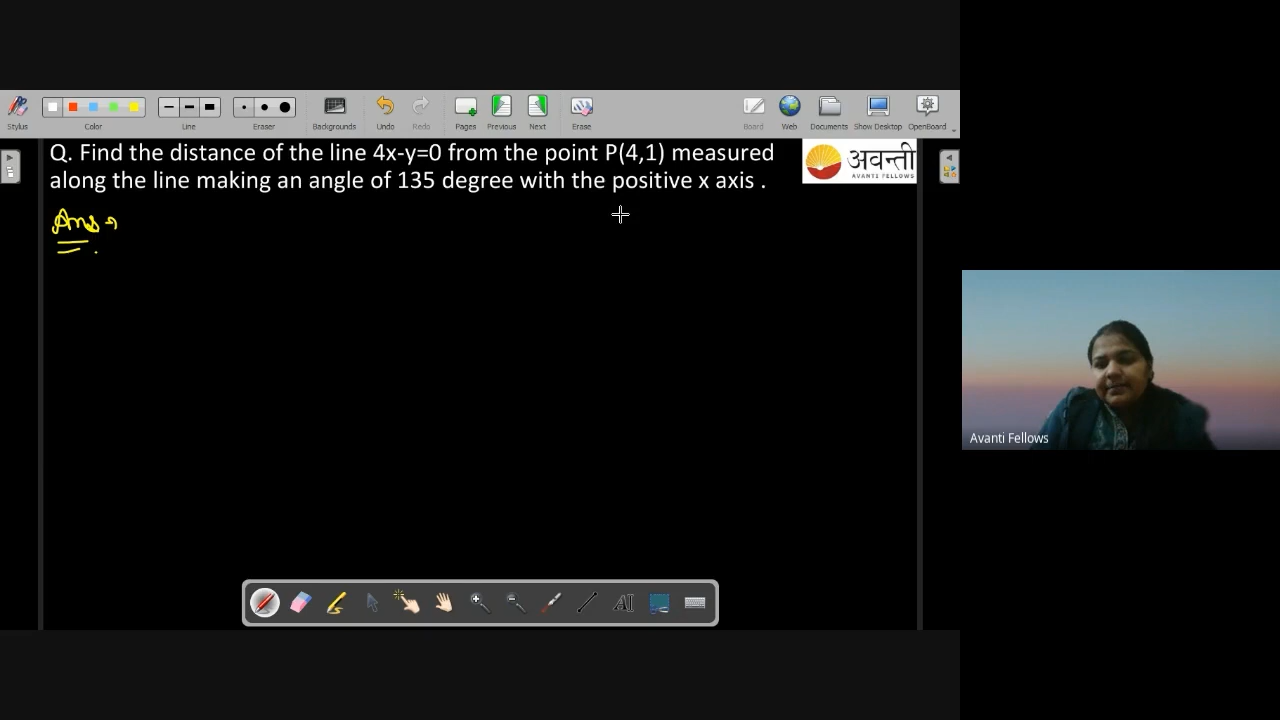 Stylus
Color
Line
Eraser
Backgrounds
Undo
Redo
Pages
Previous
Next
Erase
Board
Web
Documents
Show Desktop
OpenBoard
Q. Find the distance of the line 4x-y=0 from the point P(4,1) measured
along the line making an angle of 135 degree with the positive x axis .
अवन्ती
AVANTI FELLOWS
Ans →
AI
Avanti Fellows